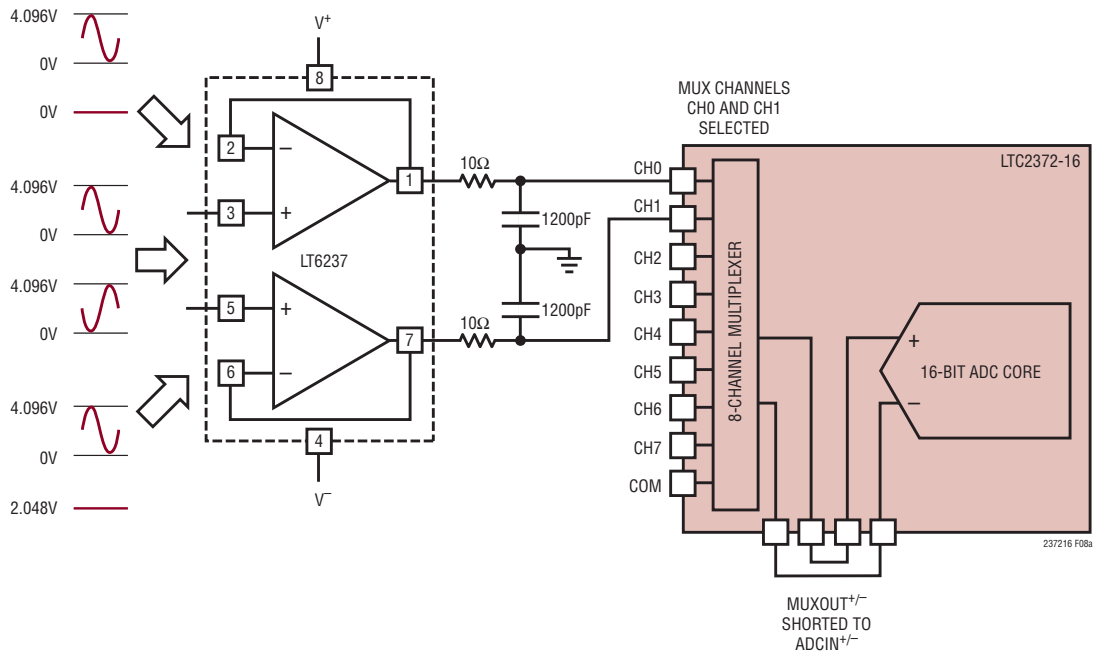 4.096V
0V
0V
4.096V
0V
4.096V
0V
4.096V
0V
2.048V
V+
8
2
−
3
+
1
LT6237
5
+
6
−
7
4
V−
10Ω
1200pF
1200pF
10Ω
MUX CHANNELS
CH0 AND CH1
SELECTED
LTC2372-16
CH0
CH1
CH2
CH3
CH4
CH5
CH6
CH7
COM
8-CHANNEL MULTIPLEXER
+
16-BIT ADC CORE
−
237216 F08a
MUXOUT+/−
SHORTED TO
ADCIN+/−